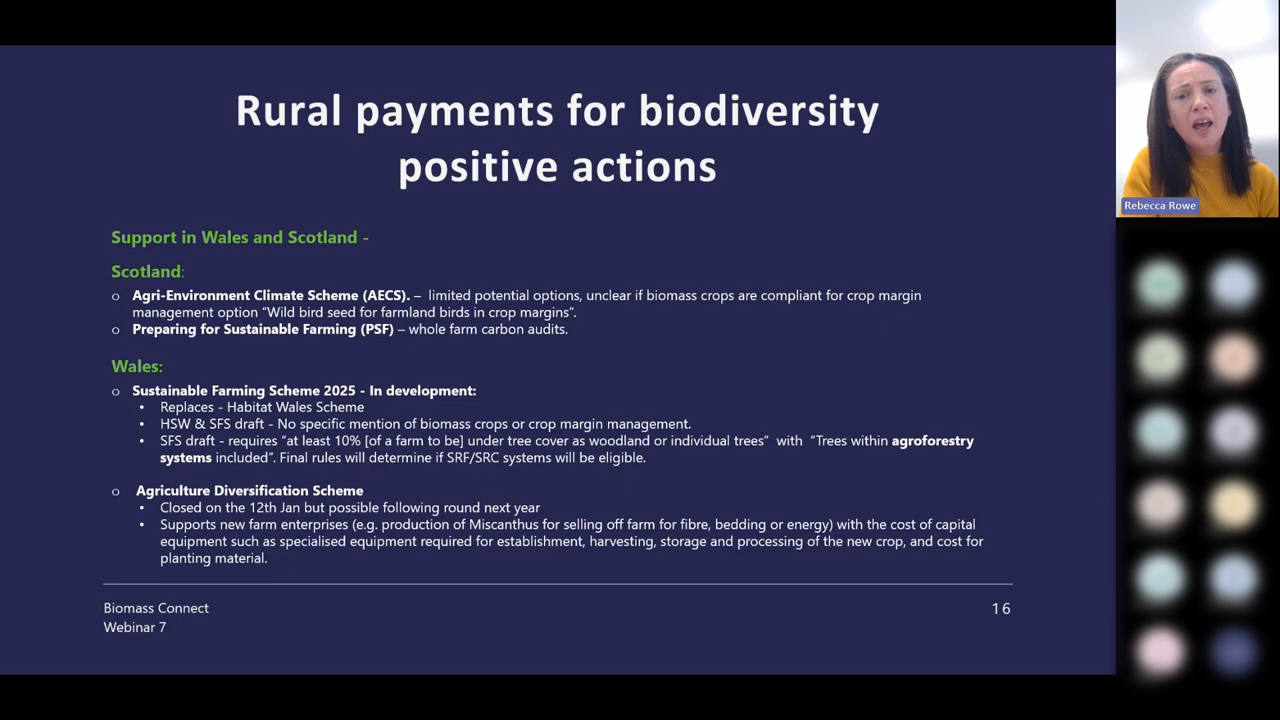 Rural payments for biodiversity
positive actions
Rebecca Rowe
Support in Wales and Scotland -
Scotland:
o Agri-Environment Climate Scheme (AECS). – limited potential options, unclear if biomass crops are compliant for crop margin
management option “Wild bird seed for farmland birds in crop margins”.
o Preparing for Sustainable Farming (PSF) – whole farm carbon audits.
Wales:
o Sustainable Farming Scheme 2025 - In development:
• Replaces - Habitat Wales Scheme
• HSW & SFS draft - No specific mention of biomass crops or crop margin management.
• SFS draft - requires “at least 10% [of a farm to be] under tree cover as woodland or individual trees” with “Trees within agroforestry
systems included”. Final rules will determine if SRF/SRC systems will be eligible.
o Agriculture Diversification Scheme
• Closed on the 12th Jan but possible following round next year
• Supports new farm enterprises (e.g. production of Miscanthus for selling off farm for fibre, bedding or energy) with the cost of capital
equipment such as specialised equipment required for establishment, harvesting, storage and processing of the new crop, and cost for
planting material.
Biomass Connect
Webinar 7
16